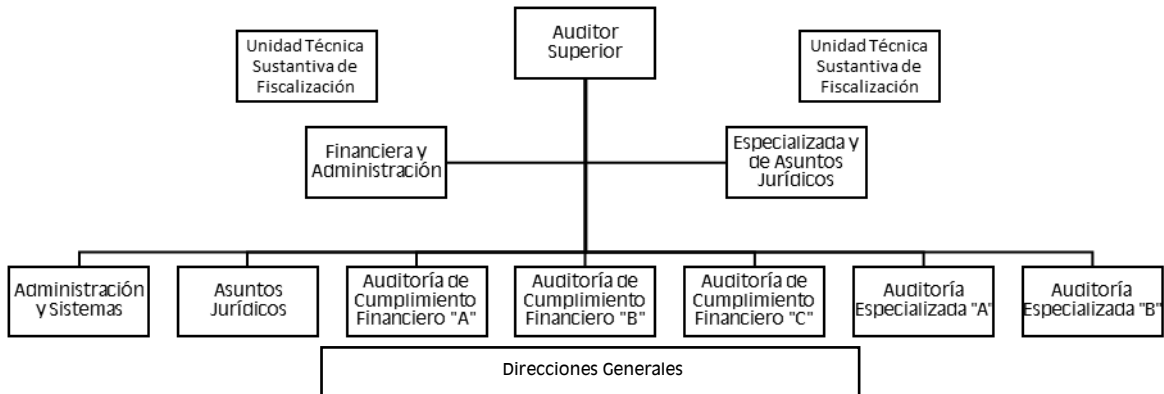 Auditor
Superior
Unidad Técnica
Sustantiva de
Fiscalización
Unidad Técnica
Sustantiva de
Fiscalización
Financiera y
Administración
Especializada y
de Asuntos
Jurídicos
Administración
y Sistemas
Asuntos
Jurídicos
Auditoría de
Cumplimiento
Financiero "A"
Auditoría de
Cumplimiento
Financiero "B"
Auditoría de
Cumplimiento
Financiero "C"
Auditoría
Especializada "A"
Auditoría
Especializada "B"
Direcciones Generales